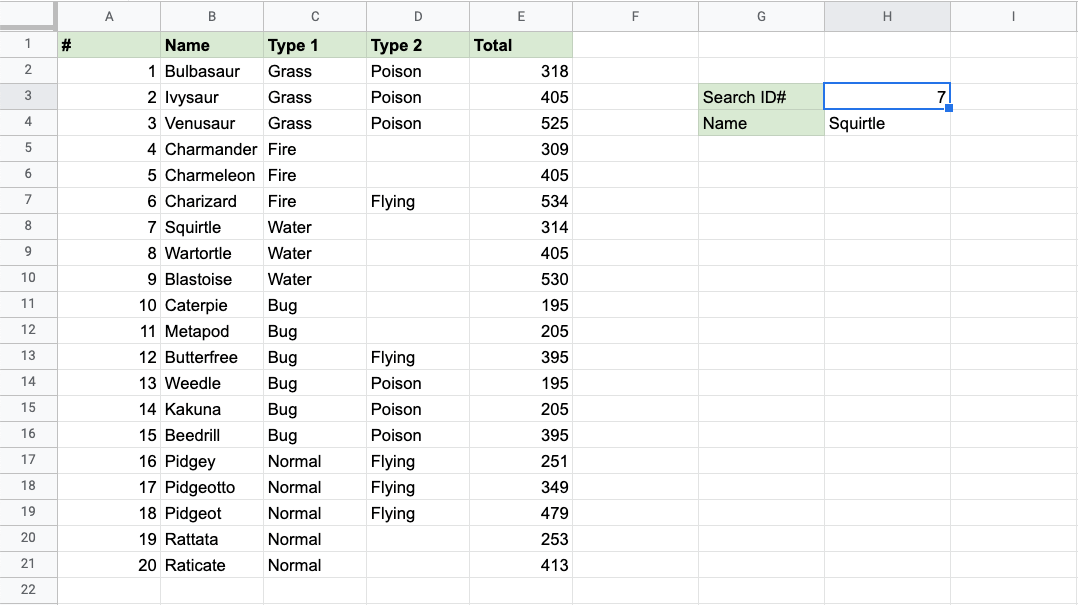 A B C D E F G H I
1 # Name Type 1 Type 2 Total
2 1 Bulbasaur Grass Poison 318
3 2 Ivysaur Grass Poison 405 Search ID# 7
4 3 Venusaur Grass Poison 525 Name Squirtle
5 4 Charmander Fire 309
6 5 Charmeleon Fire 405
7 6 Charizard Fire Flying 534
8 7 Squirtle Water 314
9 8 Wartortle Water 405
10 9 Blastoise Water 530
11 10 Caterpie Bug 195
12 11 Metapod Bug 205
13 12 Butterfree Bug Flying 395
14 13 Weedle Bug Poison 195
15 14 Kakuna Bug Poison 205
16 15 Beedrill Bug Poison 395
17 16 Pidgey Normal Flying 251
18 17 Pidgeotto Normal Flying 349
19 18 Pidgeot Normal Flying 479
20 19 Rattata Normal 253
21 20 Raticate Normal 413
22